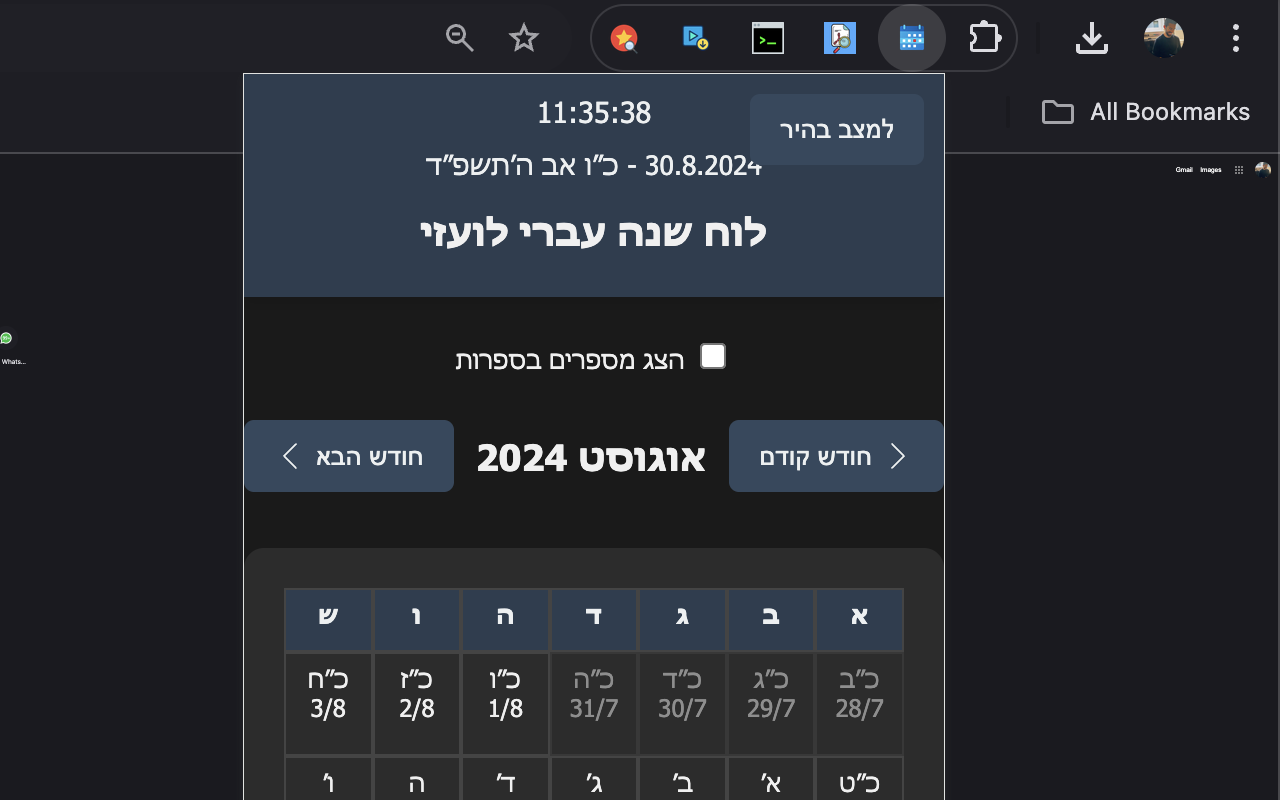 All Bookmarks
Gmail Images
Whats...
11:35:38
למצב בהיר
30.8.2024 - כ״ו אב ה׳תשפ״ד
לוח שנה עברי לועזי
הצג מספרים בספרות
חודש קודם
אוגוסט 2024
חודש הבא
א ב ג ד ה ו ש
כ״ב כ״ג כ״ד כ״ה כ״ו כ״ז כ״ח
28/7 29/7 30/7 31/7 1/8 2/8 3/8
כ״ט א׳ ב׳ ג׳ ד׳ ה ו׳